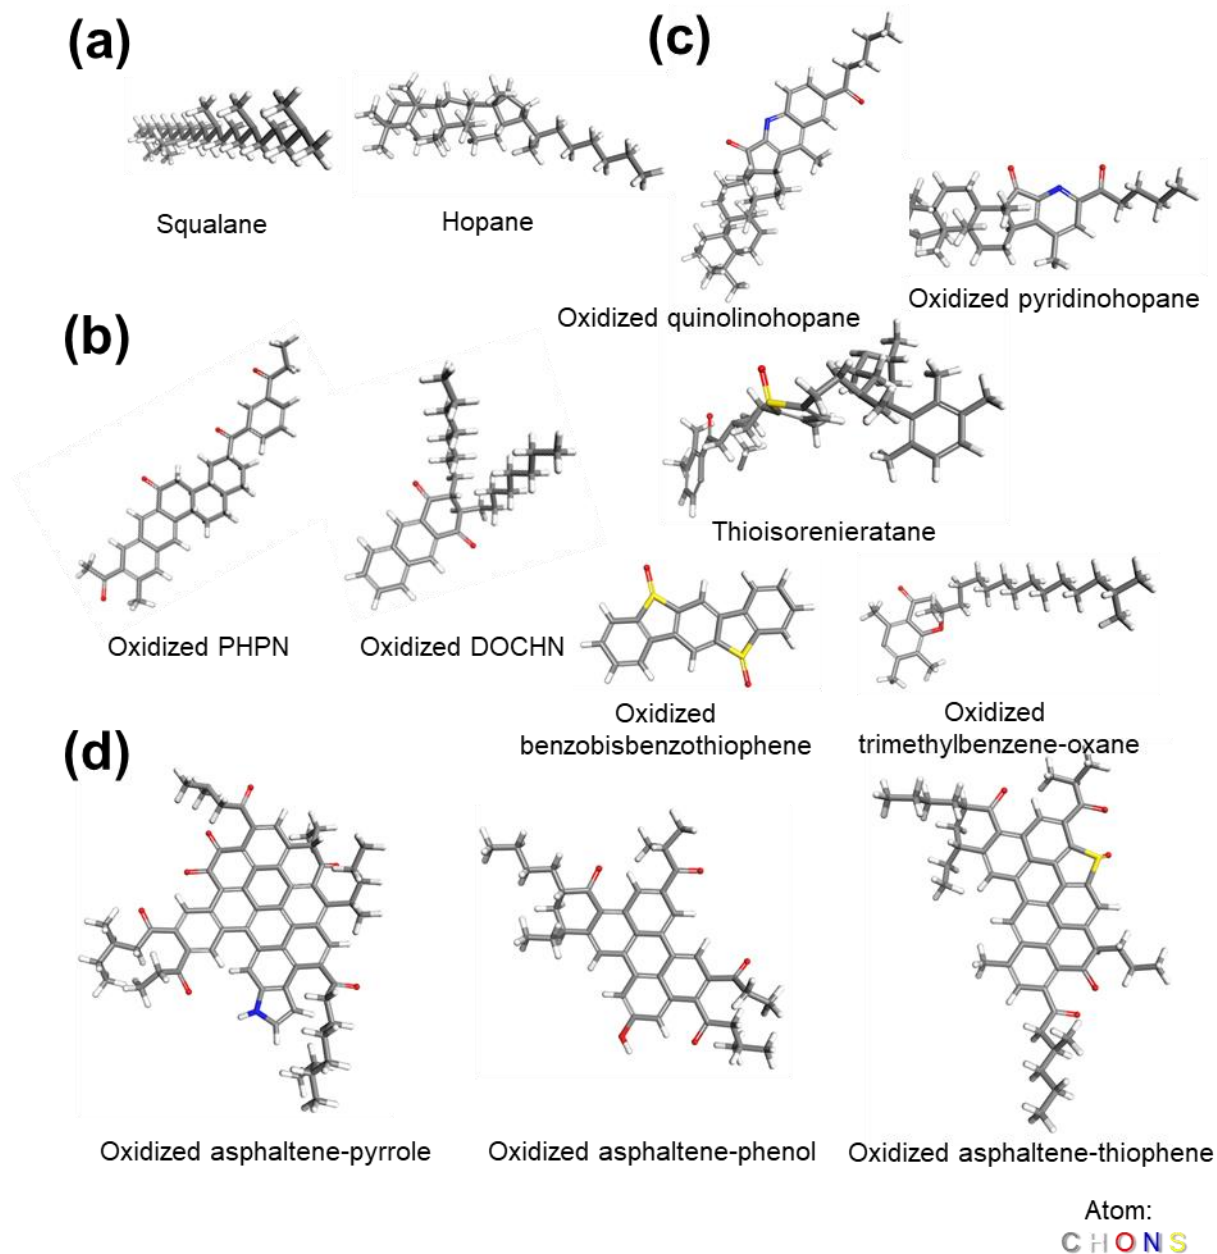 (a)
(c)
Squalane
Hopane
Oxidized quinolinohopane
Oxidized pyridinohopane
(b)
Thioisorenieratane
Oxidized PHPN
Oxidized DOCHN
Oxidized
benzobisbenzothiophene
Oxidized
trimethylbenzene-oxane
(d)
Oxidized asphaltene-pyrrole
Oxidized asphaltene-phenol
Oxidized asphaltene-thiophene
Atom:
C H O N S